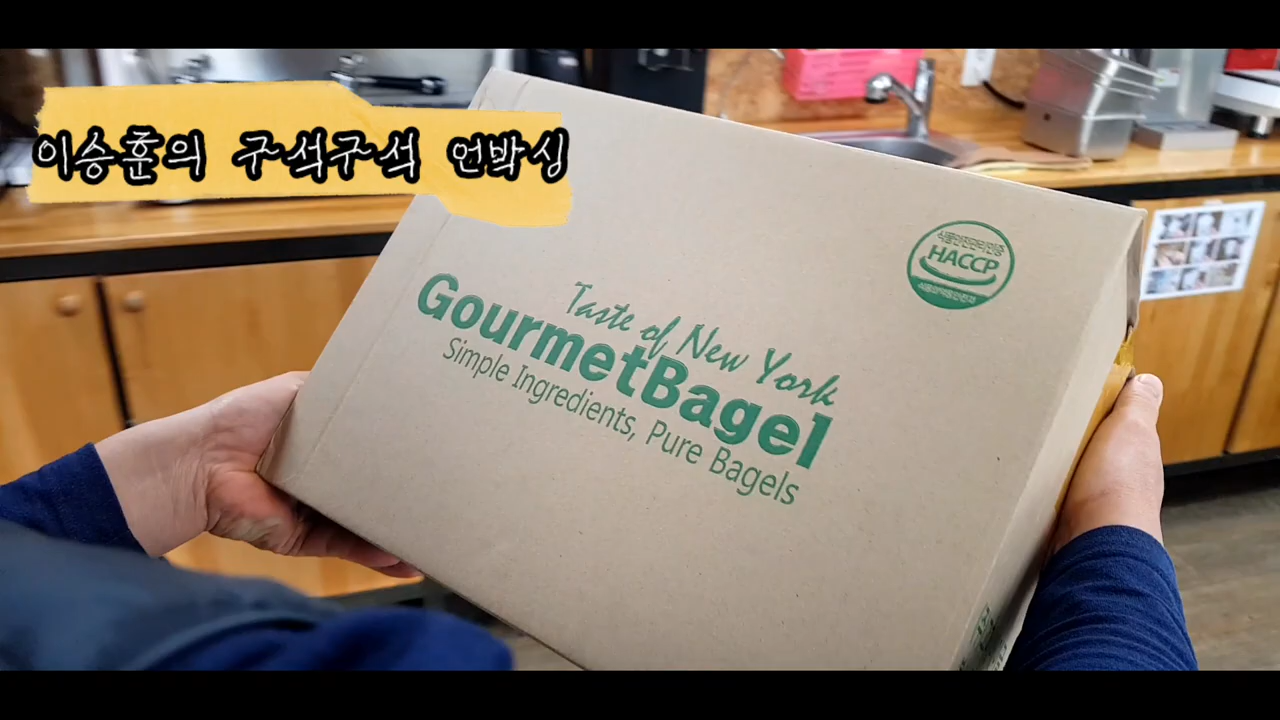 이승훈의 구석구석 언박싱
HACCP
Taste of New York
GourmetBagel
Simple Ingredients, Pure Bagels